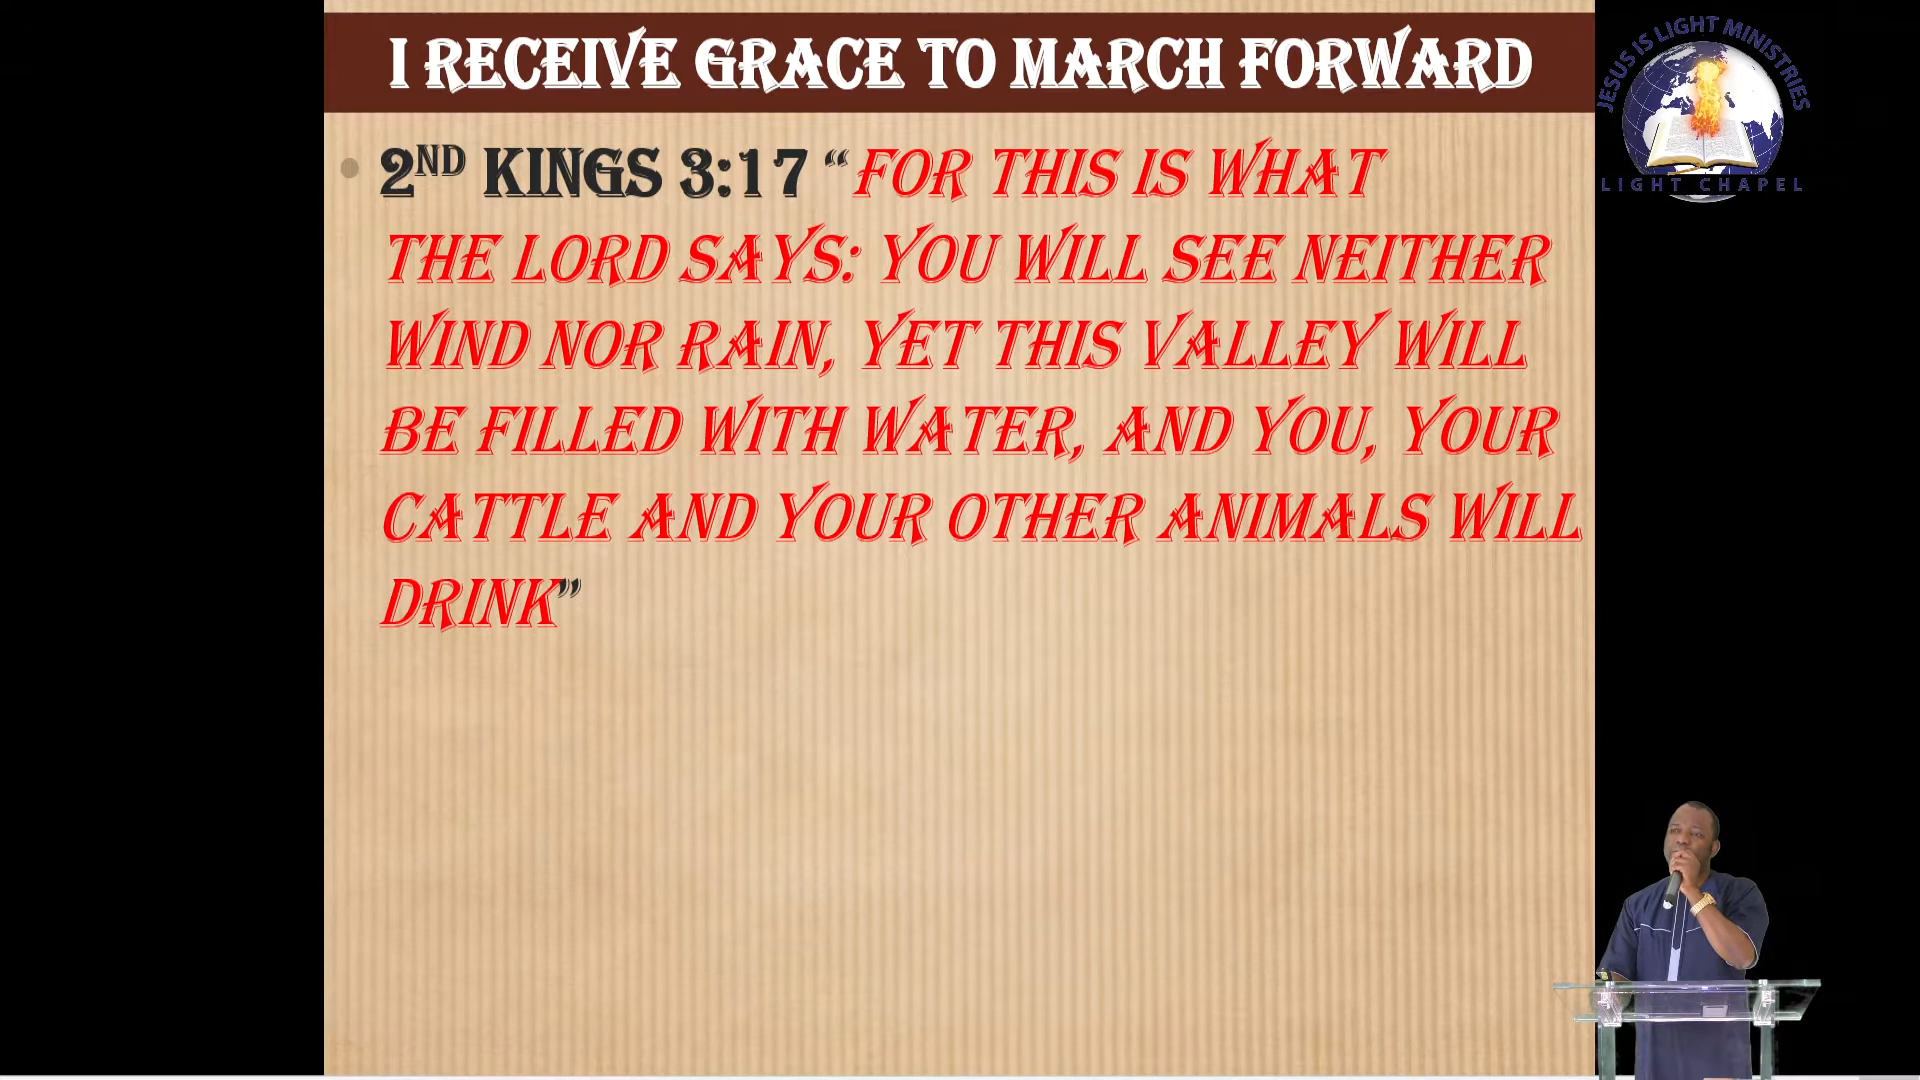 I RECEIVE GRACE TO MARCH FORWARD
JESUS IS LIGHT MINISTRIES
LIGHT CHAPEL
• 2ND KINGS 3:17 “FOR THIS IS WHAT
THE LORD SAYS: YOU WILL SEE NEITHER
WIND NOR RAIN, YET THIS VALLEY WILL
BE FILLED WITH WATER, AND YOU, YOUR
CATTLE AND YOUR OTHER ANIMALS WILL
DRINK”